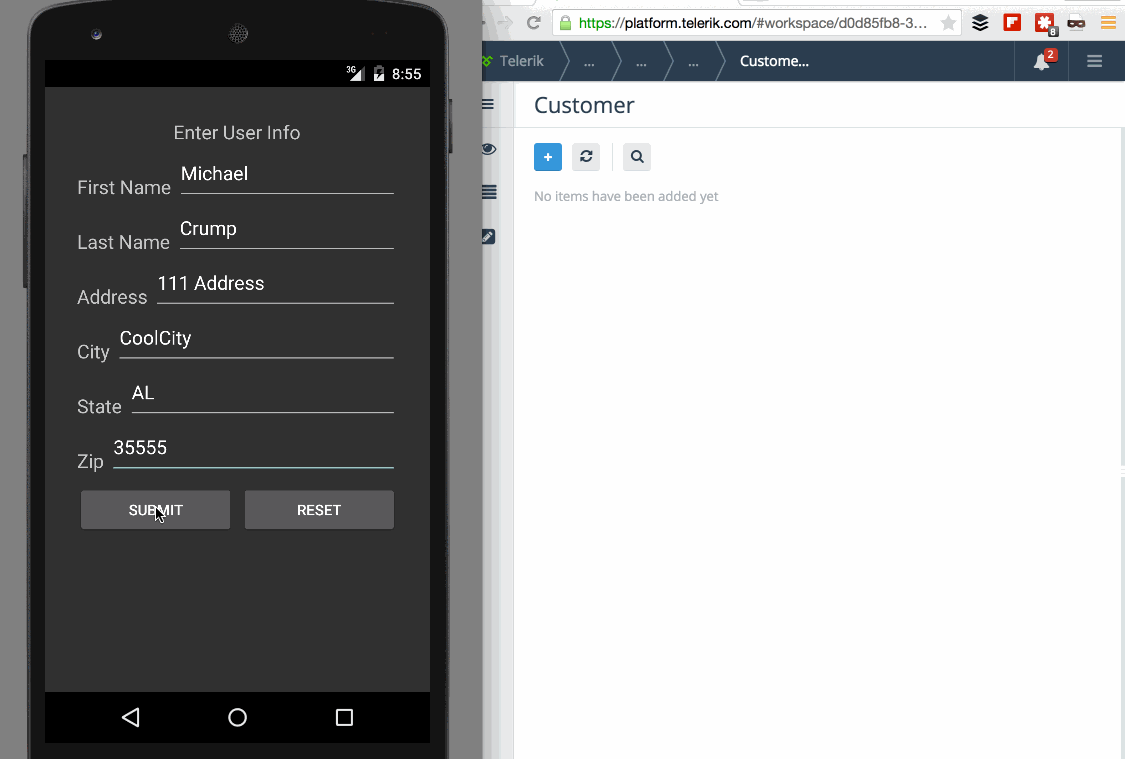 3G 8:55
Enter User Info
First Name Michael
Last Name Crump
Address 111 Address
City CoolCity
State AL
Zip 35555
SUBMIT RESET
https://platform.telerik.com/#workspace/d0d85fb8-3...
8
Telerik ... ... ... Custome... 2
Customer
+
No items have been added yet